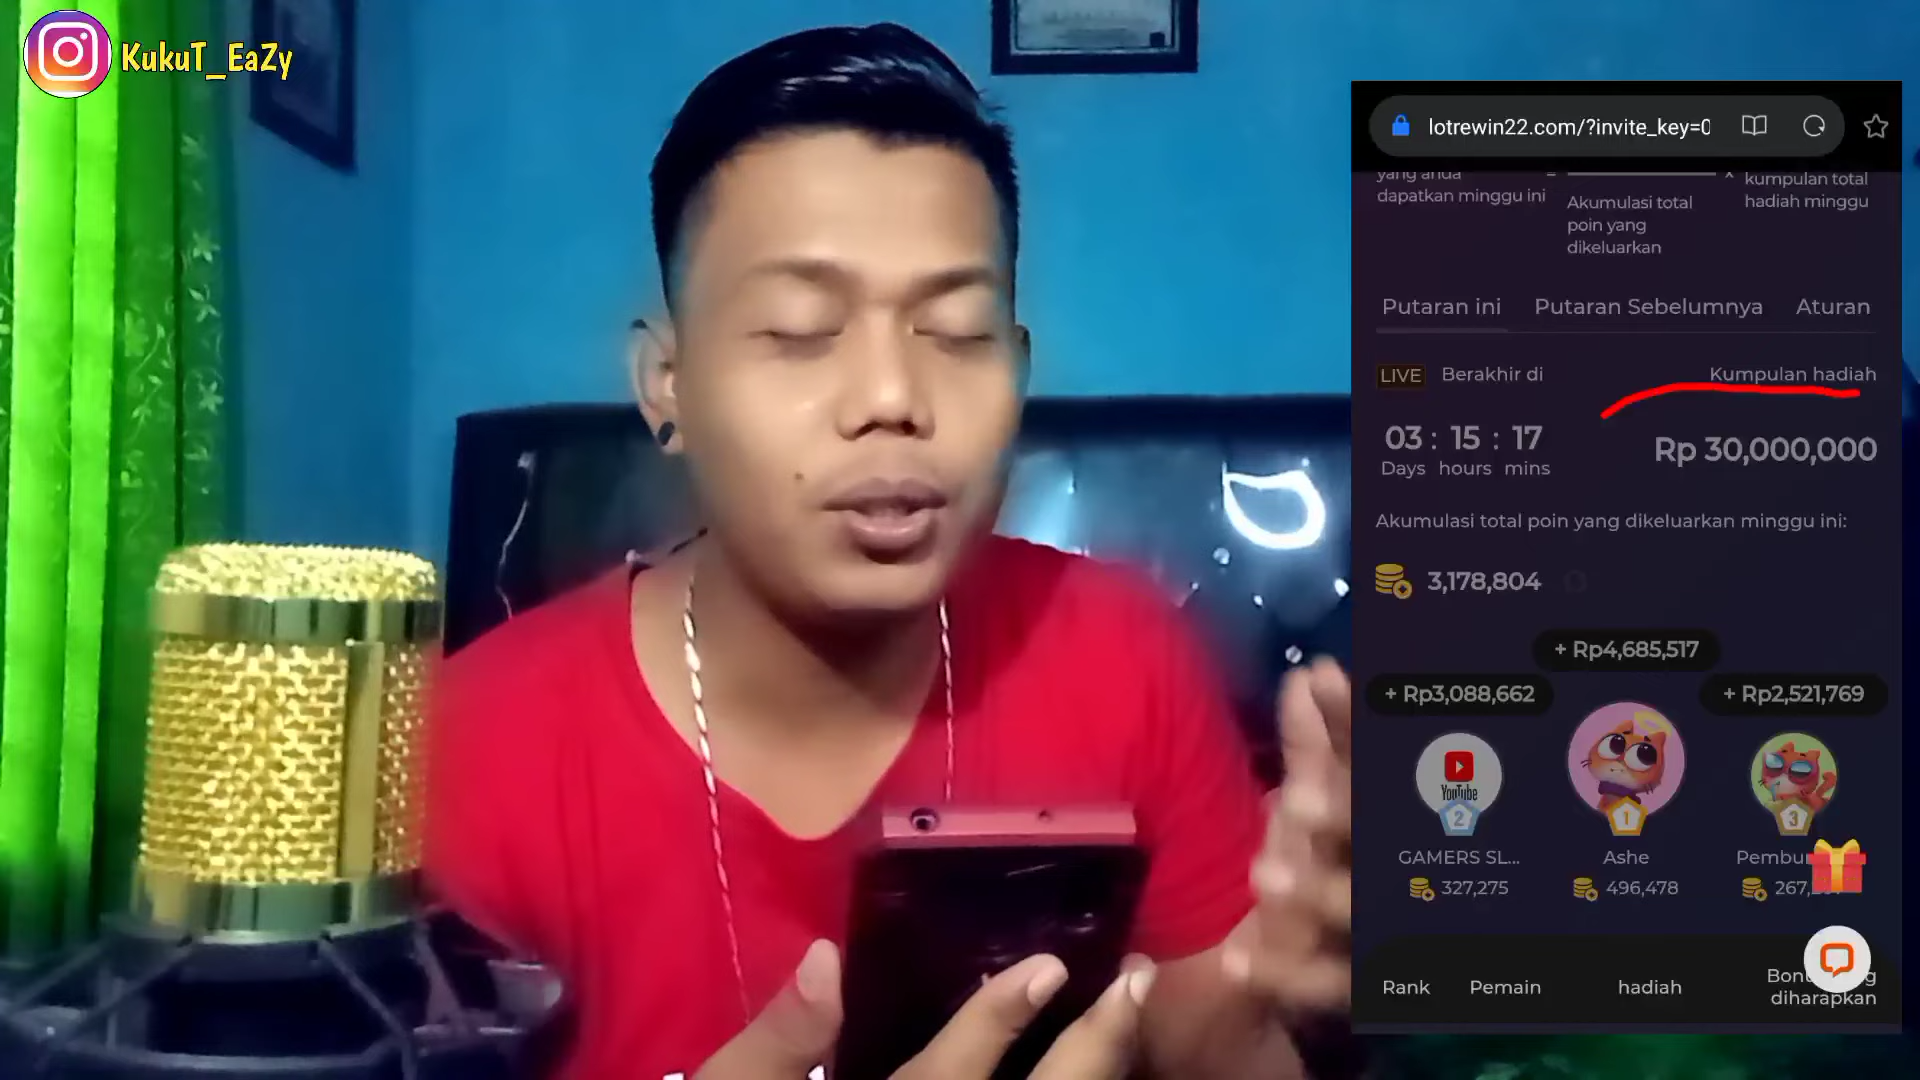 KukuT_EaZy
lotrewin22.com/?invite_key=0
yang anda
dapatkan minggu ini
=
Akumulasi total
poin yang
dikeluarkan
x
kumpulan total
hadiah minggu
Putaran ini
Putaran Sebelumnya
Aturan
LIVE
Berakhir di
Kumpulan hadiah
03 : 15 : 17
Days hours mins
Rp 30,000,000
Akumulasi total poin yang dikeluarkan minggu ini:
3,178,804
+ Rp4,685,517
+ Rp3,088,662
+ Rp2,521,769
YouTube
2
1
3
GAMERS SL...
Ashe
327,275
496,478
Rank
Pemain
hadiah
diharapkan